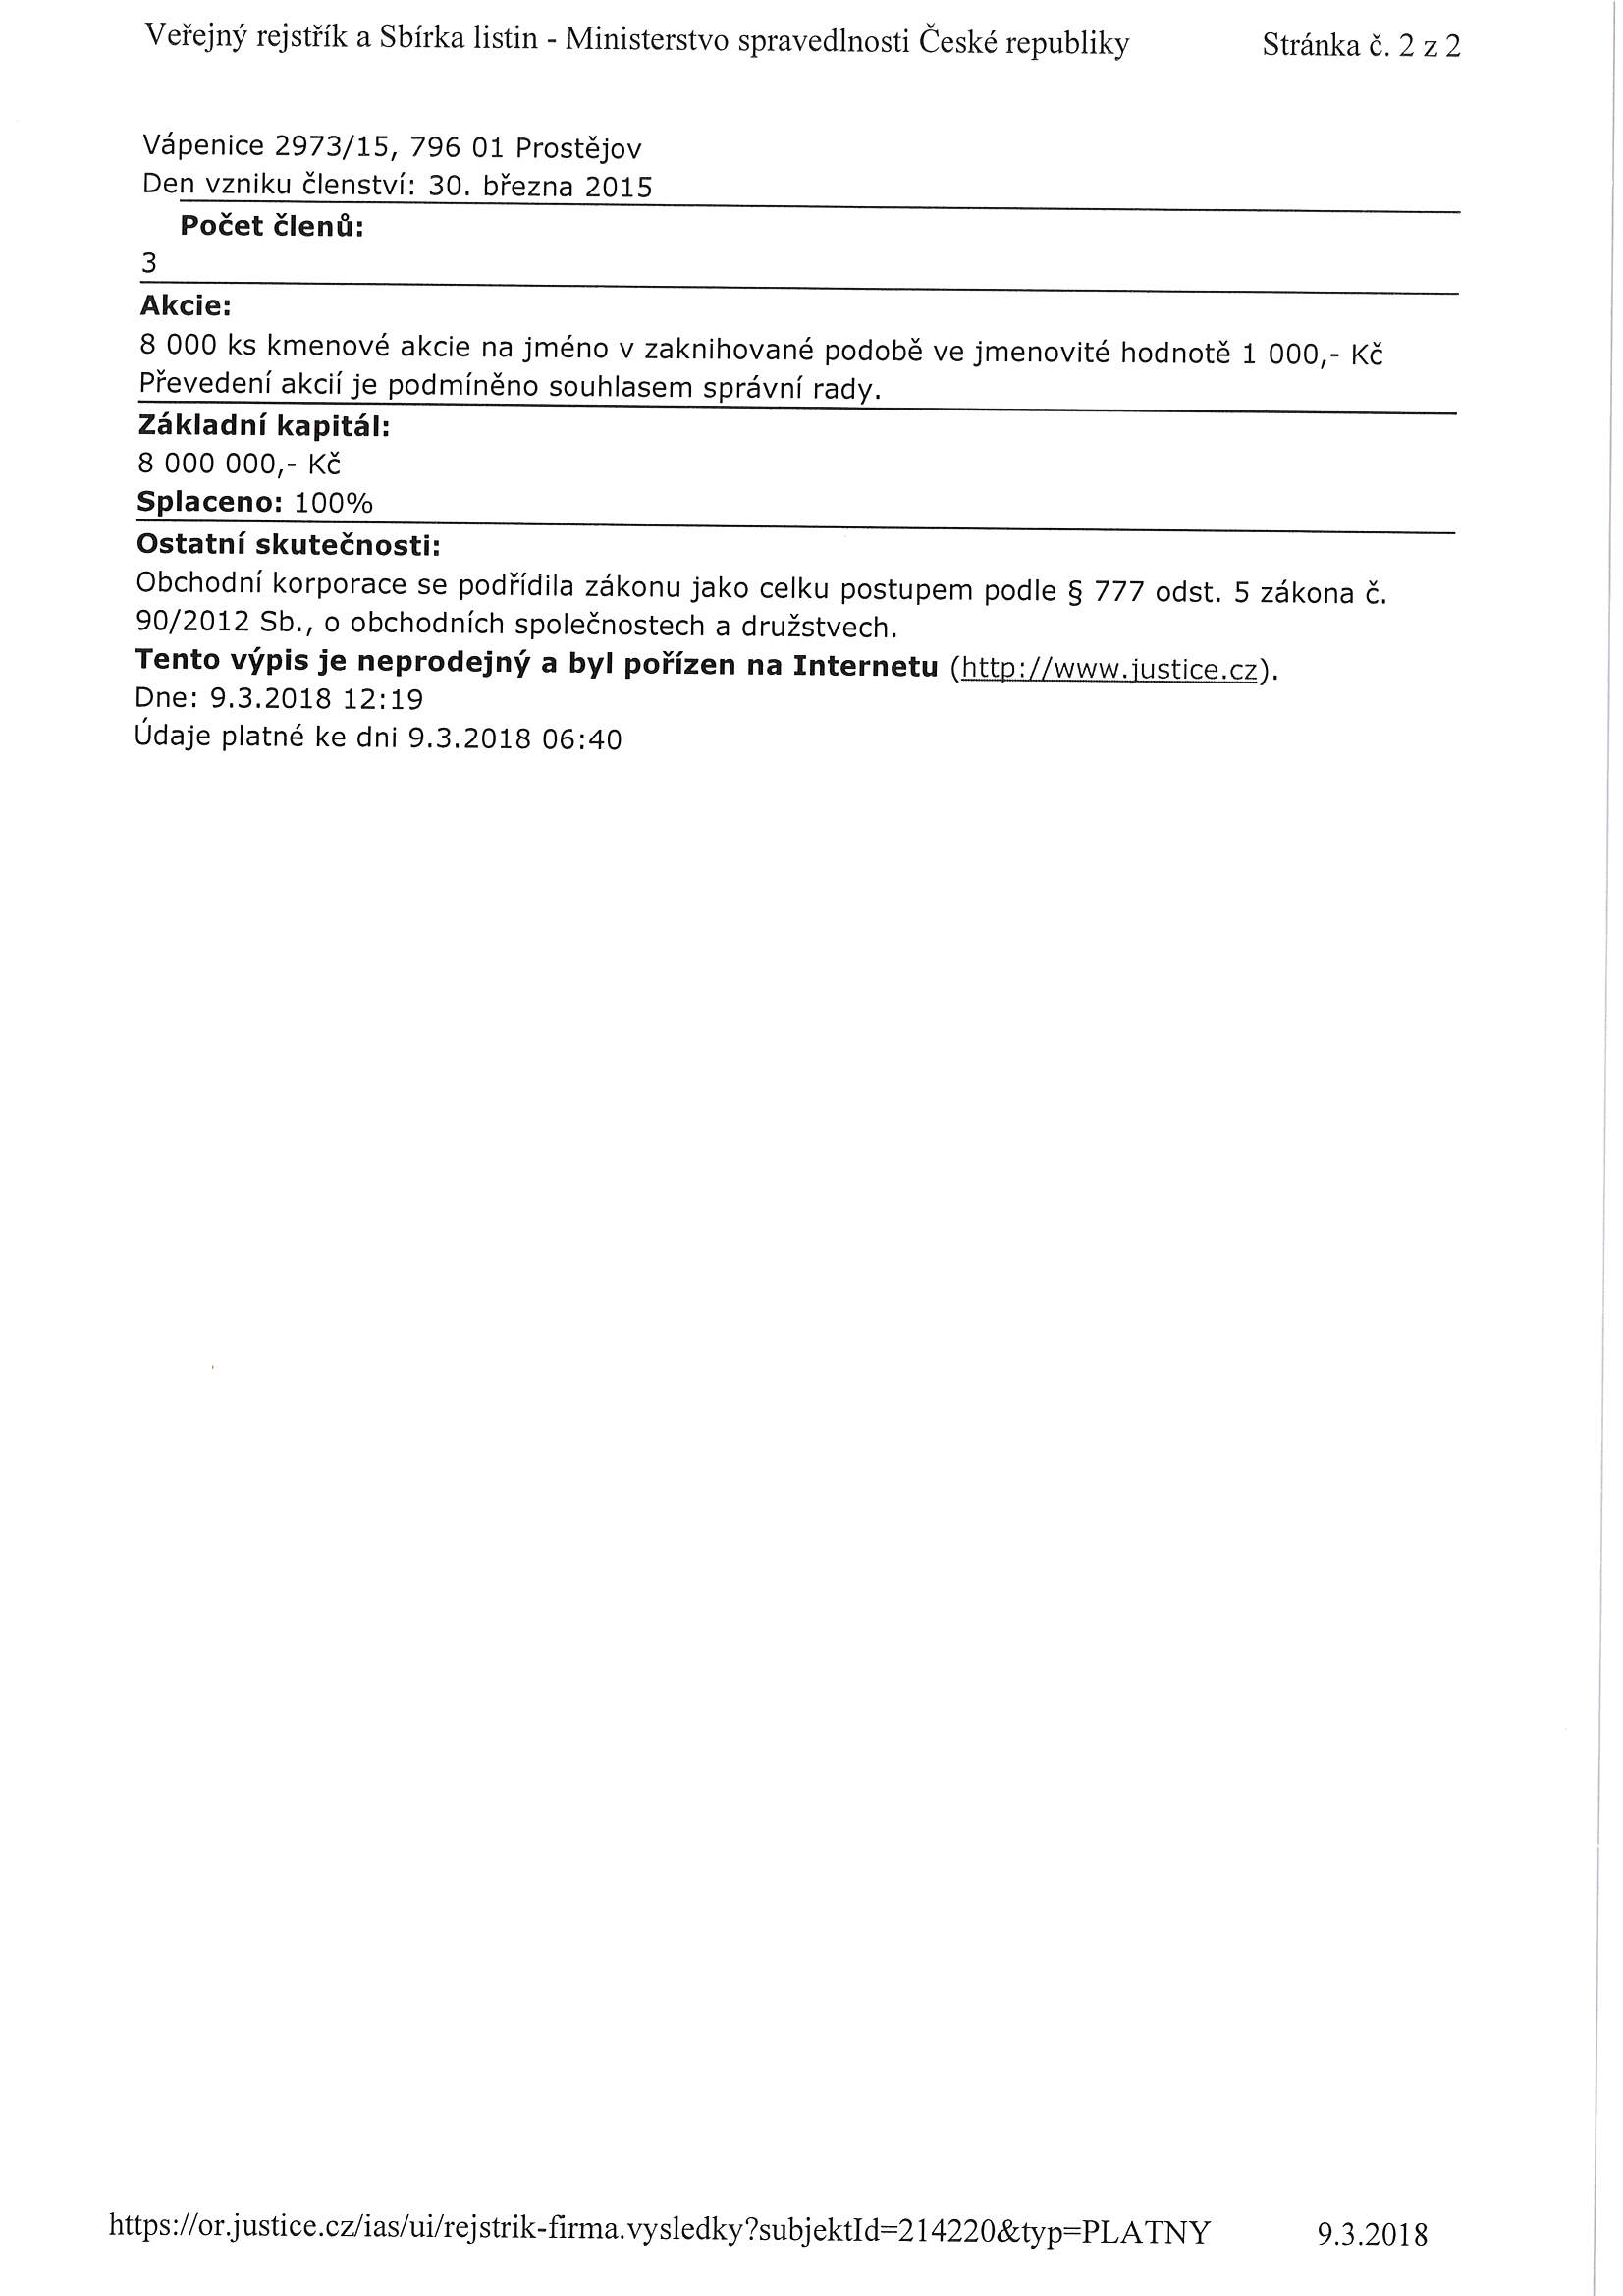 Veřejný rejstřík a Sbírka listin - Ministerstvo spravedlnosti České republiky Stránka č. 2 z 2
Vápenice 2973/15, 796 01 Prostějov
Den vzniku členství: 30. března 2015
Počet členů:
3
Akcie:
8 000 ks kmenové akcie na jméno v zaknihované podobě ve jmenovité hodnotě 1 000,- Kč
Převedení akcií je podmíněno souhlasem správní rady.
Základní kapitál:
8 000 000,- Kč
Splaceno: 100%
Ostatní skutečnosti:
Obchodní korporace se podřídila zákonu jako celku postupem podle § 777 odst. 5 zákona č.
90/2012 Sb., o obchodních společnostech a družstvech.
Tento výpis je neprodejný a byl pořízen na Internetu (http://www.justice.cz).
Dne: 9.3.2018 12:19
Údaje platné ke dni 9.3.2018 06:40
https://or.justice.cz/ias/ui/rejstrik-firma.vysledky?subjektId=214220&typ=PLATNY 9.3.2018